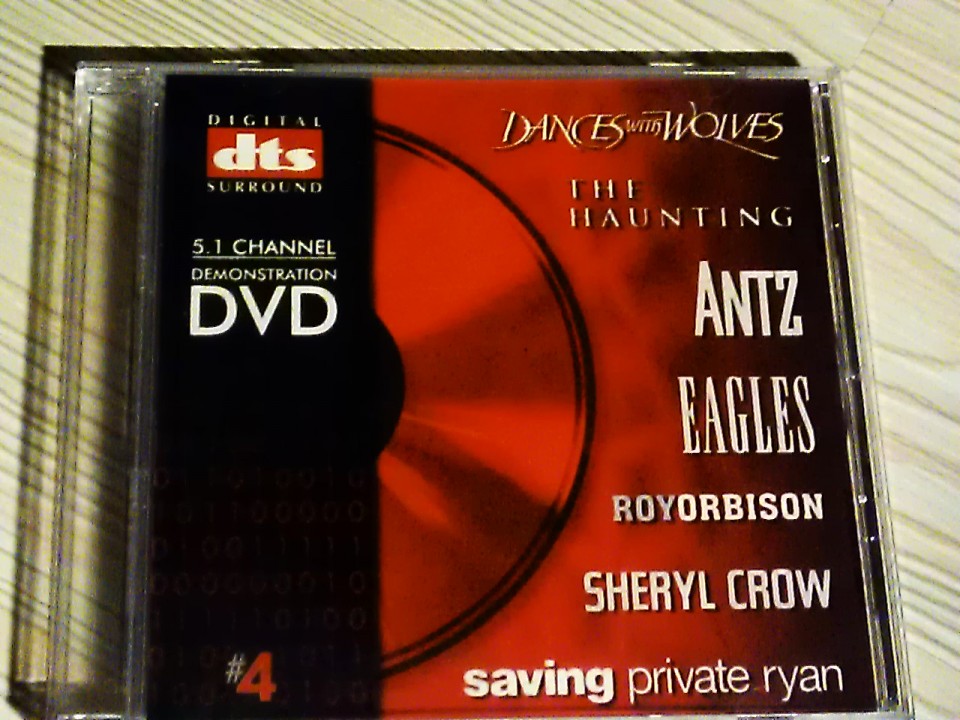 DIGITAL
dts
SURROUND
5.1 CHANNEL
DEMONSTRATION
DVD
#4
DANCES WITH WOLVES
THE
HAUNTING
ANTZ
EAGLES
ROYORBISON
SHERYL CROW
saving private ryan